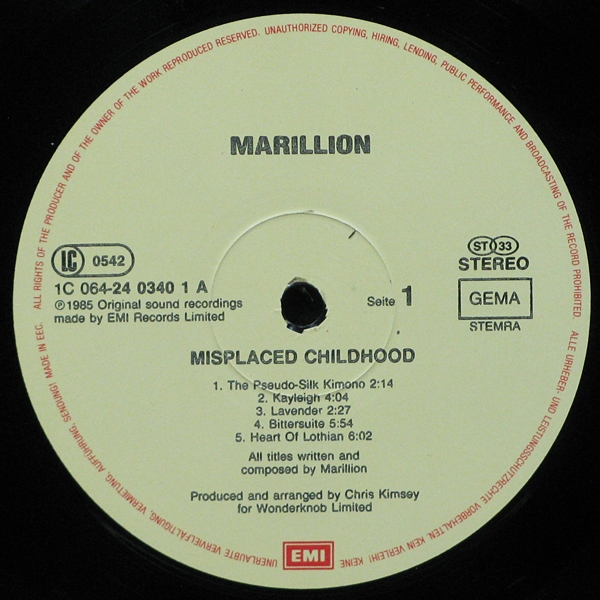 ALL RIGHTS OF THE PRODUCER AND OF THE OWNER OF THE WORK REPRODUCED RESERVED. UNAUTHORIZED COPYING, HIRING, LENDING, PUBLIC PERFORMANCE AND BROADCASTING OF THE RECORD PROHIBITED. ALLE URHEBER- UND LEISTUNGSSCHUTZRECHTE VORBEHALTEN. KEIN VERLEIH! KEINE UNERLAUBTE VERVIELFÄLTIGUNG, VERMIETUNG, AUFFÜHRUNG, SENDUNG! MADE IN EEC.
MARILLION
LC 0542
1C 064-24 0340 1 A
℗ 1985 Original sound recordings
made by EMI Records Limited
Seite 1
ST 33
STEREO
GEMA
STEMRA
MISPLACED CHILDHOOD
1. The Pseudo-Silk Kimono 2:14
2. Kayleigh 4:04
3. Lavender 2:27
4. Bittersuite 5:54
5. Heart Of Lothian 6:02
All titles written and
composed by Marillion
Produced and arranged by Chris Kimsey
for Wonderknob Limited
EMI